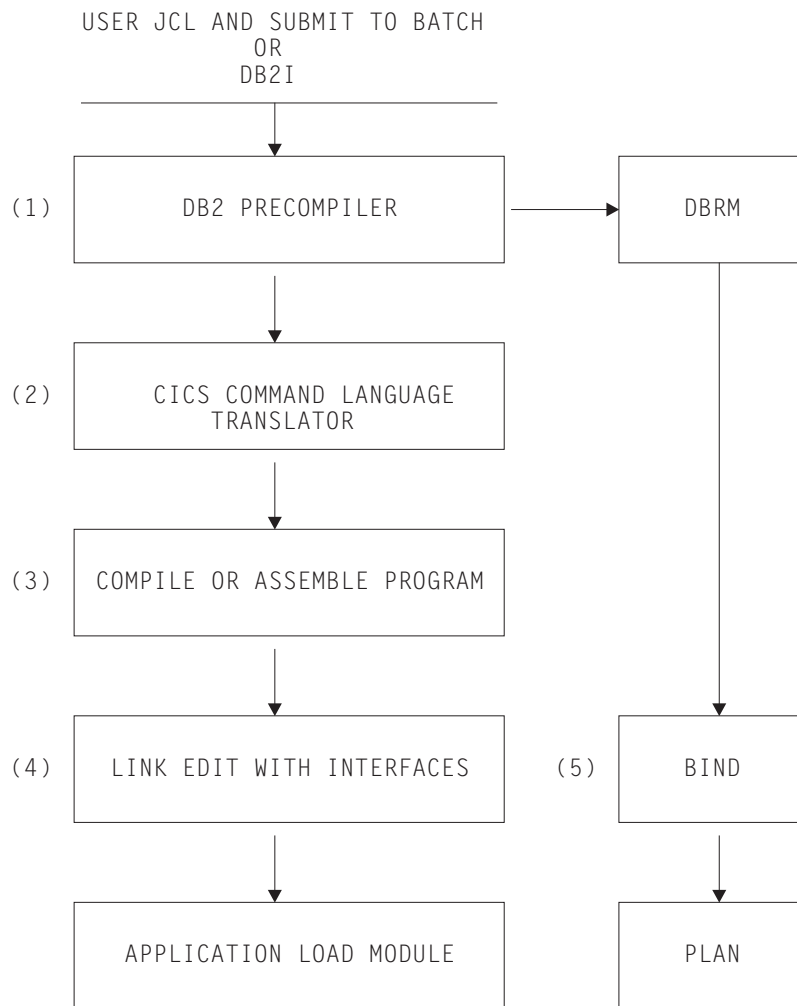 USER JCL AND SUBMIT TO BATCH
OR
DB2I
(1) DB2 PRECOMPILER DBRM
(2) CICS COMMAND LANGUAGE
TRANSLATOR
(3) COMPILE OR ASSEMBLE PROGRAM
(4) LINK EDIT WITH INTERFACES (5) BIND
APPLICATION LOAD MODULE PLAN